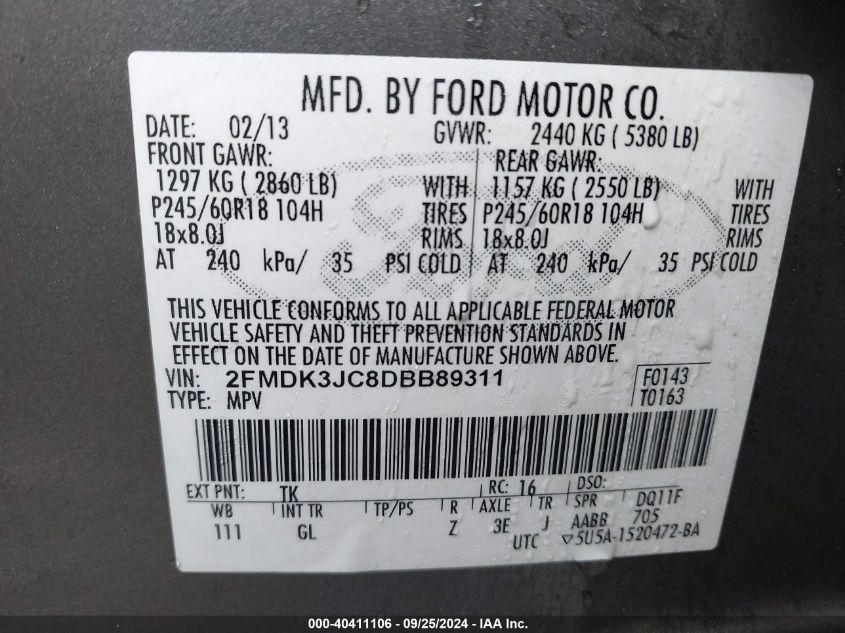 MFD. BY FORD MOTOR CO.
DATE: 02/13 GVWR: 2440 KG ( 5380 LB)
FRONT GAWR: REAR GAWR:
1297 KG ( 2860 LB) WITH 1157 KG ( 2550 LB) WITH
P245/60R18 104H TIRES P245/60R18 104H TIRES
18x8.0J RIMS 18x8.0J RIMS
AT 240 kPa/ 35 PSI COLD AT 240 kPa/ 35 PSI COLD
Ford
THIS VEHICLE CONFORMS TO ALL APPLICABLE FEDERAL MOTOR
VEHICLE SAFETY AND THEFT PREVENTION STANDARDS IN
EFFECT ON THE DATE OF MANUFACTURE SHOWN ABOVE.
VIN: 2FMDK3JC8DBB89311 F0143
TYPE: MPV T0163
EXT PNT: TK RC: 16 DSO:
WB INT TR TP/PS R AXLE TR SPR DQ11F
111 GL Z 3E J AABB 705
UTC ▽5U5A-1520472-BA
000-40411106 - 09/25/2024 - IAA Inc.